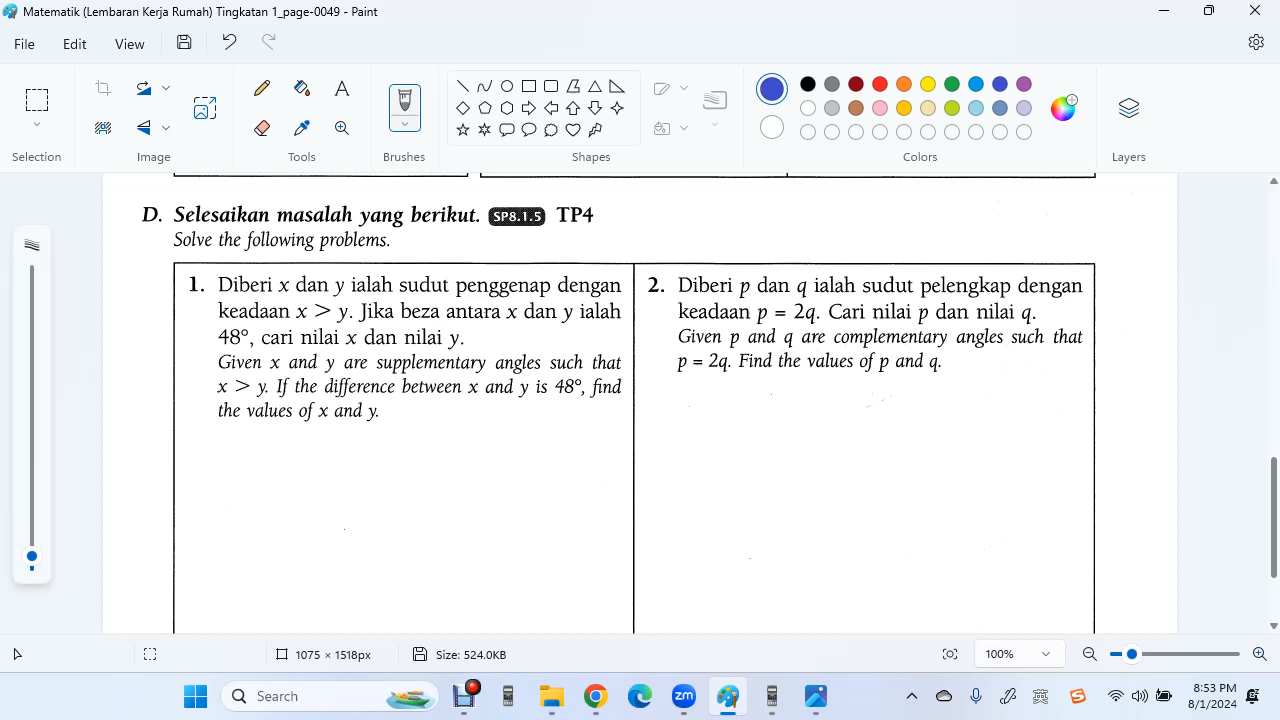 Matematik (Lembaran Kerja Rumah) Tingkatan 1_page-0049 - Paint
File Edit View
Selection Image Tools Brushes Shapes Colors Layers
D. Selesaikan masalah yang berikut. SP8.1.5 TP4
Solve the following problems.
1. Diberi x dan y ialah sudut penggenap dengan
keadaan x > y. Jika beza antara x dan y ialah
48°, cari nilai x dan nilai y.
Given x and y are supplementary angles such that
x > y. If the difference between x and y is 48°, find
the values of x and y.
2. Diberi p dan q ialah sudut pelengkap dengan
keadaan p = 2q. Cari nilai p dan nilai q.
Given p and q are complementary angles such that
p = 2q. Find the values of p and q.
1075 × 1518px Size: 524.0KB 100%
Search zm 8:53 PM
8/1/2024